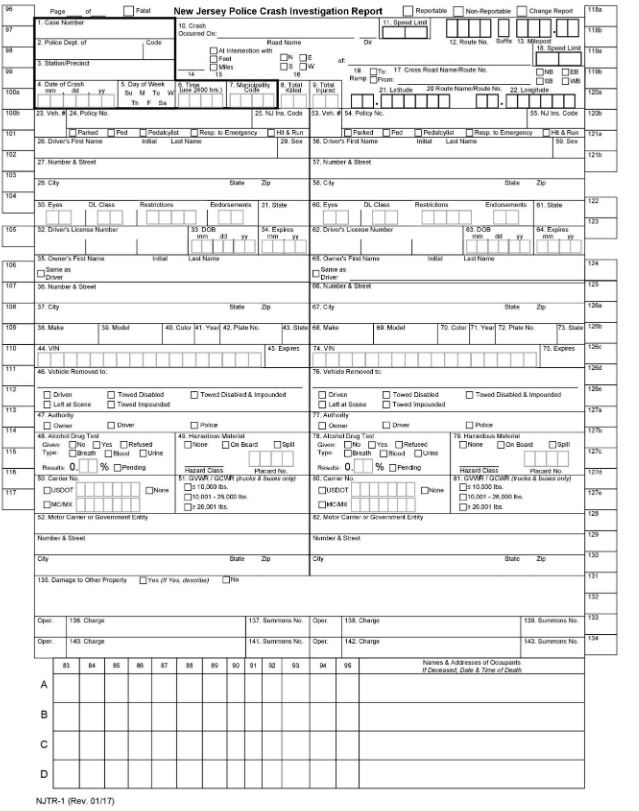 Page of Fatal New Jersey Police Crash Investigation Report Reportable Non-Reportable Change Report
96 118a
1. Case Number 10. Crash Occured On: 11. Speed Limit
97 118b
2. Police Dept. of Code Road Name Dir 12. Route No. Suffix 13. Milepost
98 119a
At Intersection with Feet Miles N E S W of: 18. Speed Limit
3. Station/Precinct 14 15 16 19. Ramp To: From: 17. Cross Road Name/Route No. NB EB SB WB
99 119b
4. Date of Crash mm dd yy 5. Day of Week Su M Tu W Th F Sa 6. Time (use 2400 hrs.) 7. Municipality Code 8. Total Killed 9. Total Injured 21. Latitude 20 Route Name/Route No. 22. Longitude
100a 120a
100b 23. Veh. # 24. Policy No. 25. NJ Ins. Code 53. Veh. # 54. Policy No. 55. NJ Ins. Code 120b
Parked Ped Pedalcylist Resp. to Emergency Hit & Run Parked Ped Pedalcylist Resp. to Emergency Hit & Run
101 26. Driver's First Name Initial Last Name 29. Sex 56. Driver's First Name Initial Last Name 59. Sex 121a
102 27. Number & Street 57. Number & Street 121b
103 28. City State Zip 58. City State Zip
104 30. Eyes DL Class Restrictions Endorsements 31. State 60. Eyes DL Class Restrictions Endorsements 61. State 122
123
105 32. Driver's License Number 33. DOB mm dd yy 34. Expires mm yy 62. Driver's License Number 63. DOB mm dd yy 64. Expires mm yy
35. Owner's First Name Initial Last Name 65. Owner's First Name Initial Last Name
106 Same as Driver Same as Driver 124
107 36. Number & Street 66. Number & Street 125
108 37. City State Zip 67. City State Zip 126a
109 38. Make 39. Model 40. Color 41. Year 42. Plate No. 43. State 68. Make 69. Model 70. Color 71. Year 72. Plate No. 73. State 126b
110 44. VIN 45. Expires 74. VIN 75. Expires 126c
111 46. Vehicle Removed to: 76. Vehicle Removed to: 126d
112 Driven Towed Disabled Towed Disabled & Impounded Driven Towed Disabled Towed Disabled & Impounded 126e
Left at Scene Towed Impounded Left at Scene Towed Impounded
113 47. Authority 77. Authority 127a
Owner Driver Police Owner Driver Police
114 48. Alcohol Drug Test 49. Hazardous Material 78. Alcohol Drug Test 79. Hazardous Material 127b
Given: No Yes Refused None On Board Spill Given: No Yes Refused None On Board Spill
115 Type: Breath Blood Urine Type: Breath Blood Urine 127c
Results: 0. % Pending Hazard Class Placard No. Results: 0. % Pending Hazard Class Placard No.
116 50. Carrier No. 51. GVWR / GCWR (trucks & buses only) 80. Carrier No. 81. GVWR / GCWR (trucks & buses only) 127d
USDOT None ≤ 10,000 lbs. USDOT None ≤ 10,000 lbs.
117 10,001 - 26,000 lbs. 10,001 - 26,000 lbs. 127e
MC/MX ≥ 26,001 lbs. MC/MX ≥ 26,001 lbs.
52. Motor Carrier or Government Entity 82. Motor Carrier or Government Entity 128
Number & Street Number & Street 129
City State Zip City State Zip 130
135. Damage to Other Property Yes (If Yes, describe) No 131
132
Oper. 136. Charge 137. Summons No. Oper. 138. Charge 139. Summons No. 133
Oper. 140. Charge 141. Summons No. Oper. 142. Charge 143. Summons No. 134
83 84 85 86 87 88 89 90 91 92 93 94 95 Names & Addresses of Occupants
If Deceased, Date & Time of Death
A
B
C
D
NJTR-1 (Rev. 01/17)